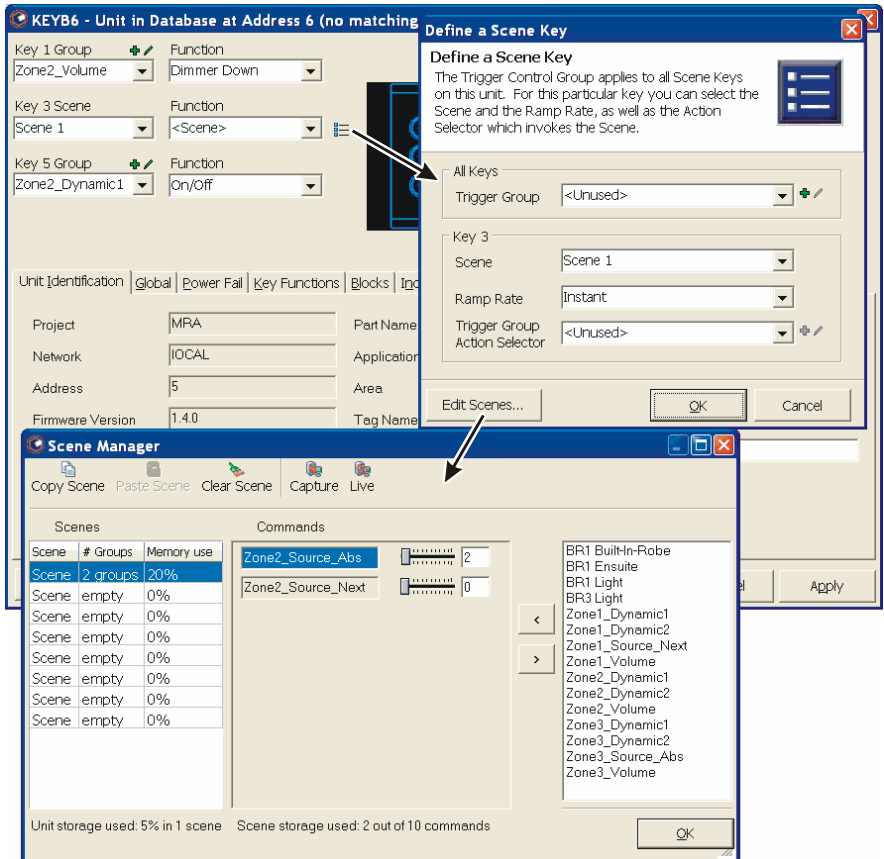 KEYB6 - Unit in Database at Address 6 (no matching
Key 1 Group
Function
Zone2_Volume
Dimmer Down
Key 3 Scene
Function
Scene 1
<Scene>
Key 5 Group
Function
Zone2_Dynamic1
On/Off
Unit Identification
Global
Power Fail
Key Functions
Blocks
Project
MRA
Part Name
Network
lOCAL
Application
Address
5
Area
Firmware Version
1.4.0
Tag Name
Apply
Define a Scene Key
Define a Scene Key
The Trigger Control Group applies to all Scene Keys
on this unit. For this particular key you can select the
Scene and the Ramp Rate, as well as the Action
Selector which invokes the Scene.
All Keys
Trigger Group
<Unused>
Key 3
Scene
Scene 1
Ramp Rate
Instant
Trigger Group
Action Selector
<Unused>
Edit Scenes...
OK
Cancel
Scene Manager
Copy Scene
Paste Scene
Clear Scene
Capture
Live
Scenes
Commands
Scene # Groups Memory use
Scene 2 groups 20%
Scene empty 0%
Scene empty 0%
Scene empty 0%
Scene empty 0%
Scene empty 0%
Scene empty 0%
Scene empty 0%
Zone2_Source_Abs 2
Zone2_Source_Next 0
<
>
BR1 Built-In-Robe
BR1 Ensuite
BR1 Light
BR3 Light
Zone1_Dynamic1
Zone1_Dynamic2
Zone1_Source_Next
Zone1_Volume
Zone2_Dynamic1
Zone2_Dynamic2
Zone2_Volume
Zone3_Dynamic1
Zone3_Dynamic2
Zone3_Source_Abs
Zone3_Volume
Unit storage used: 5% in 1 scene
Scene storage used: 2 out of 10 commands
OK